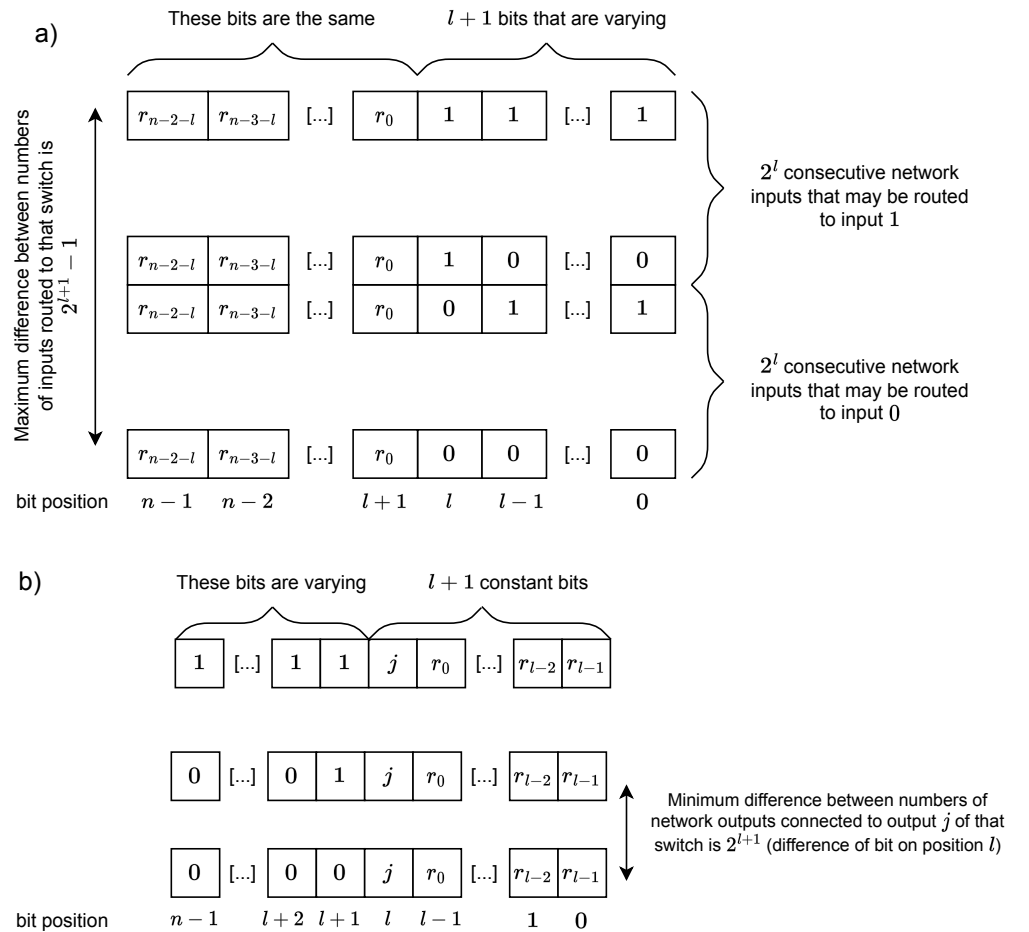 a)
These bits are the same
l + 1 bits that are varying
Maximum difference between numbers
of inputs routed to that switch is
2^{l+1} − 1
r_{n−2−l} r_{n−3−l} [...] r_0 1 1 [...] 1
2^l consecutive network
inputs that may be routed
to input 1
r_{n−2−l} r_{n−3−l} [...] r_0 1 0 [...] 0
r_{n−2−l} r_{n−3−l} [...] r_0 0 1 [...] 1
2^l consecutive network
inputs that may be routed
to input 0
r_{n−2−l} r_{n−3−l} [...] r_0 0 0 [...] 0
bit position n − 1 n − 2 l + 1 l l − 1 0
b)
These bits are varying
l + 1 constant bits
1 [...] 1 1 j r_0 [...] r_{l−2} r_{l−1}
0 [...] 0 1 j r_0 [...] r_{l−2} r_{l−1}
Minimum difference between numbers of
network outputs connected to output j of that
switch is 2^{l+1} (difference of bit on position l)
0 [...] 0 0 j r_0 [...] r_{l−2} r_{l−1}
bit position n − 1 l + 2 l + 1 l l − 1 1 0